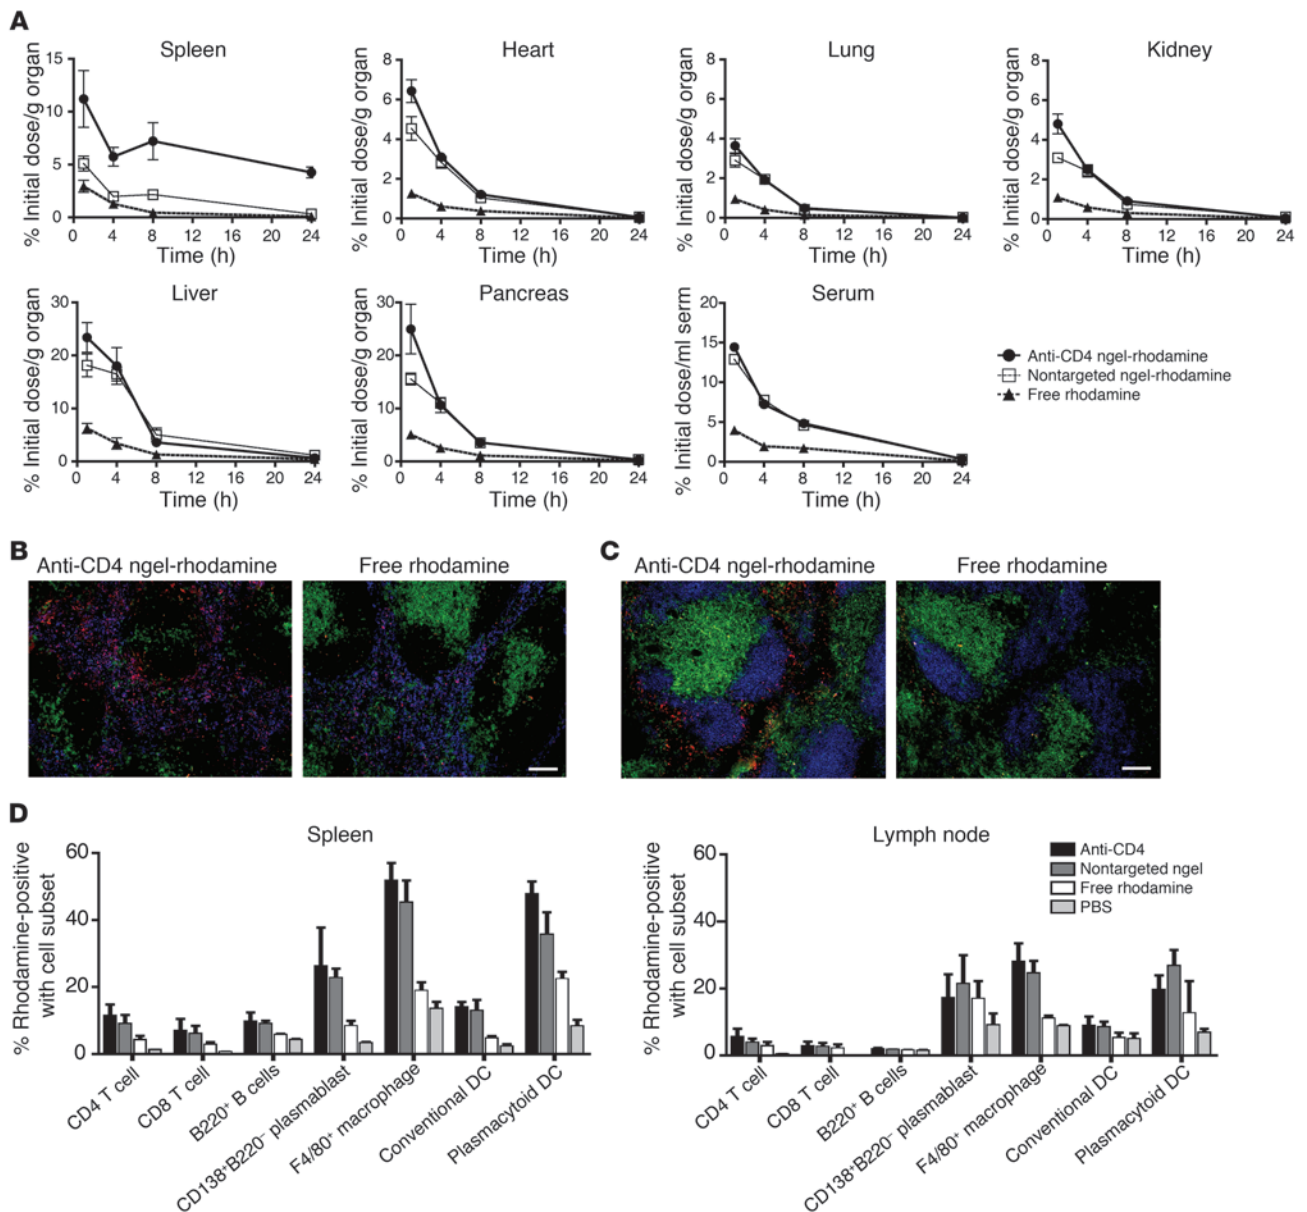 A
Spleen
Heart
Lung
Kidney
% Initial dose/g organ
15
10
5
0
0 4 8 12 16 20 24
Time (h)
% Initial dose/g organ
8
6
4
2
0
0 4 8 12 16 20 24
Time (h)
% Initial dose/g organ
8
6
4
2
0
0 4 8 12 16 20 24
Time (h)
% Initial dose/g organ
8
6
4
2
0
0 4 8 12 16 20 24
Time (h)
Liver
Pancreas
Serum
% Initial dose/g organ
30
20
10
0
0 4 8 12 16 20 24
Time (h)
% Initial dose/g organ
30
20
10
0
0 4 8 12 16 20 24
Time (h)
% Initial dose/ml serm
20
15
10
5
0
0 4 8 12 16 20 24
Time (h)
Anti-CD4 ngel-rhodamine
Nontargeted ngel-rhodamine
Free rhodamine
B
Anti-CD4 ngel-rhodamine
Free rhodamine
C
Anti-CD4 ngel-rhodamine
Free rhodamine
D
Spleen
% Rhodamine-positive
with cell subset
60
40
20
0
CD4 T cell
CD8 T cell
B220⁺ B cells
CD138⁺B220⁻ plasmablast
F4/80⁺ macrophage
Conventional DC
Plasmacytoid DC
Lymph node
% Rhodamine-positive
with cell subset
60
40
20
0
Anti-CD4
Nontargeted ngel
Free rhodamine
PBS
CD4 T cell
CD8 T cell
B220⁺ B cells
CD138⁺B220⁻ plasmablast
F4/80⁺ macrophage
Conventional DC
Plasmacytoid DC